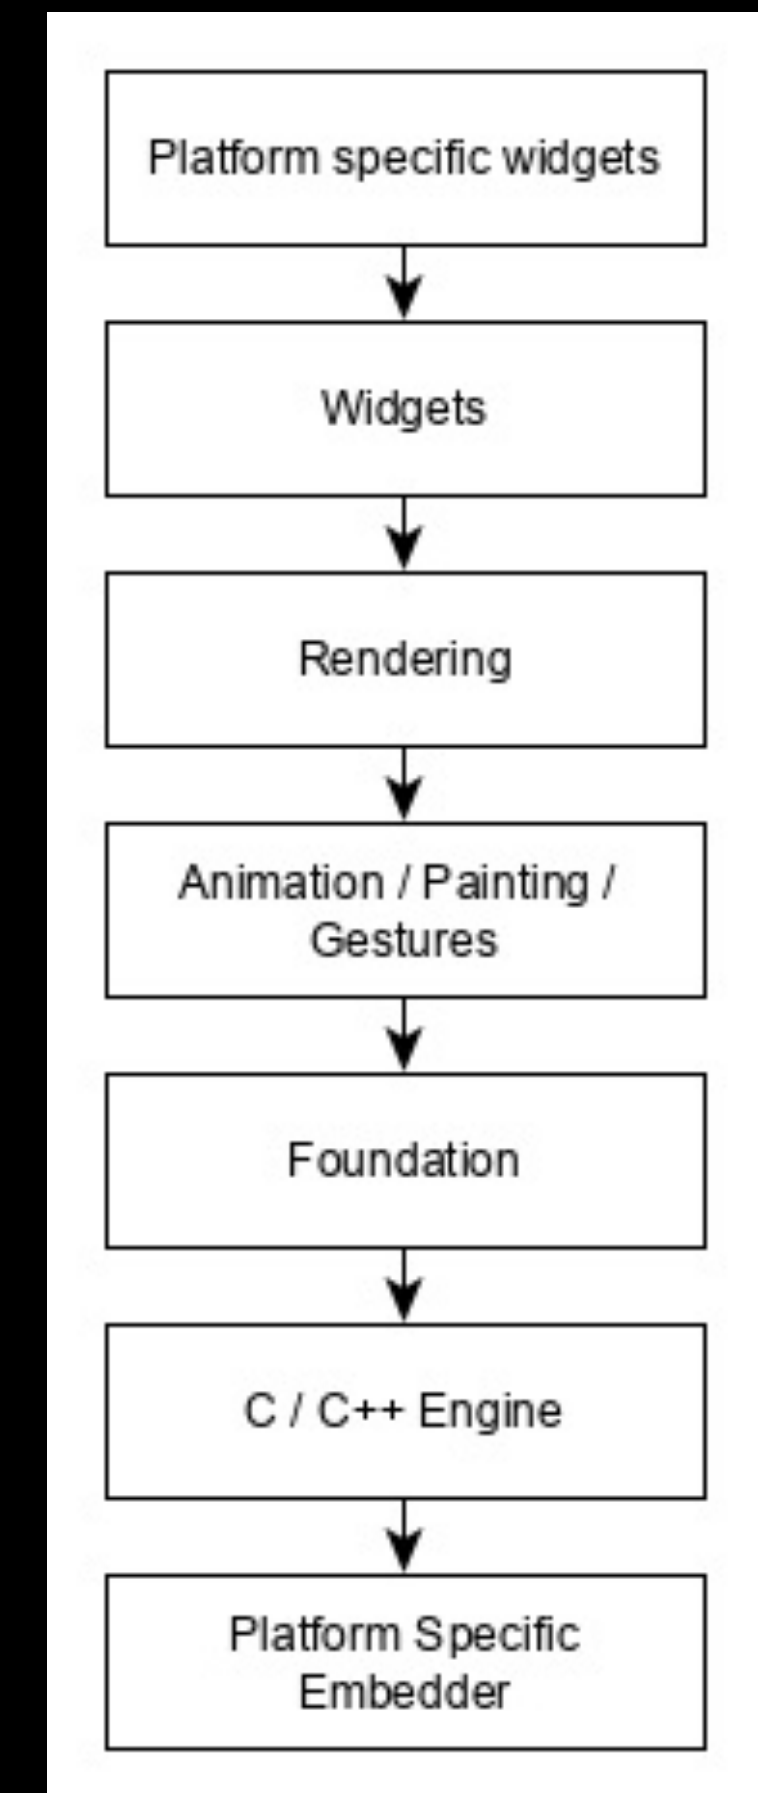 Platform specific widgets
Widgets
Rendering
Animation / Painting /
Gestures
Foundation
C / C++ Engine
Platform Specific
Embedder